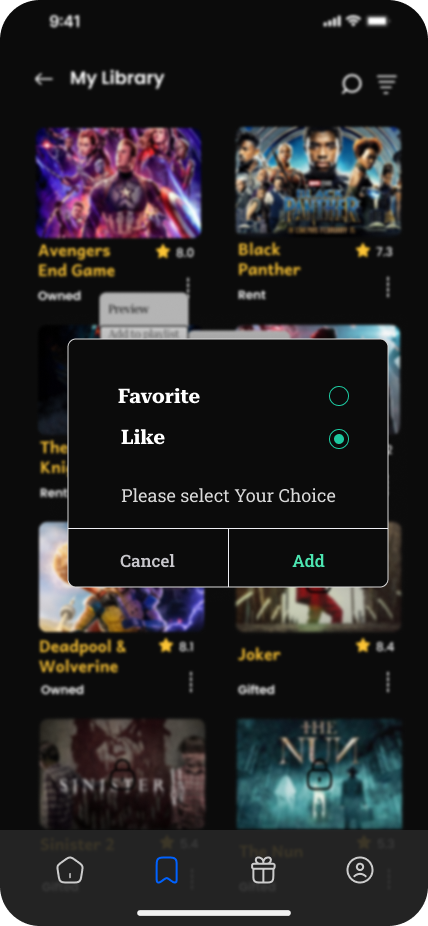 9:41
My Library
Avengers
End Game
8.0
Owned
Black
Panther
7.3
Rent
Preview
Add to playlist
Favorite
Like
Please select Your Choice
Cancel
Add
The
Rent
Deadpool &
Wolverine
8.1
Owned
Joker
8.4
Gifted
SINISTER
THE
NUN
Sinister 2
5.4
Gifted
The Nun
5.3
Gifted